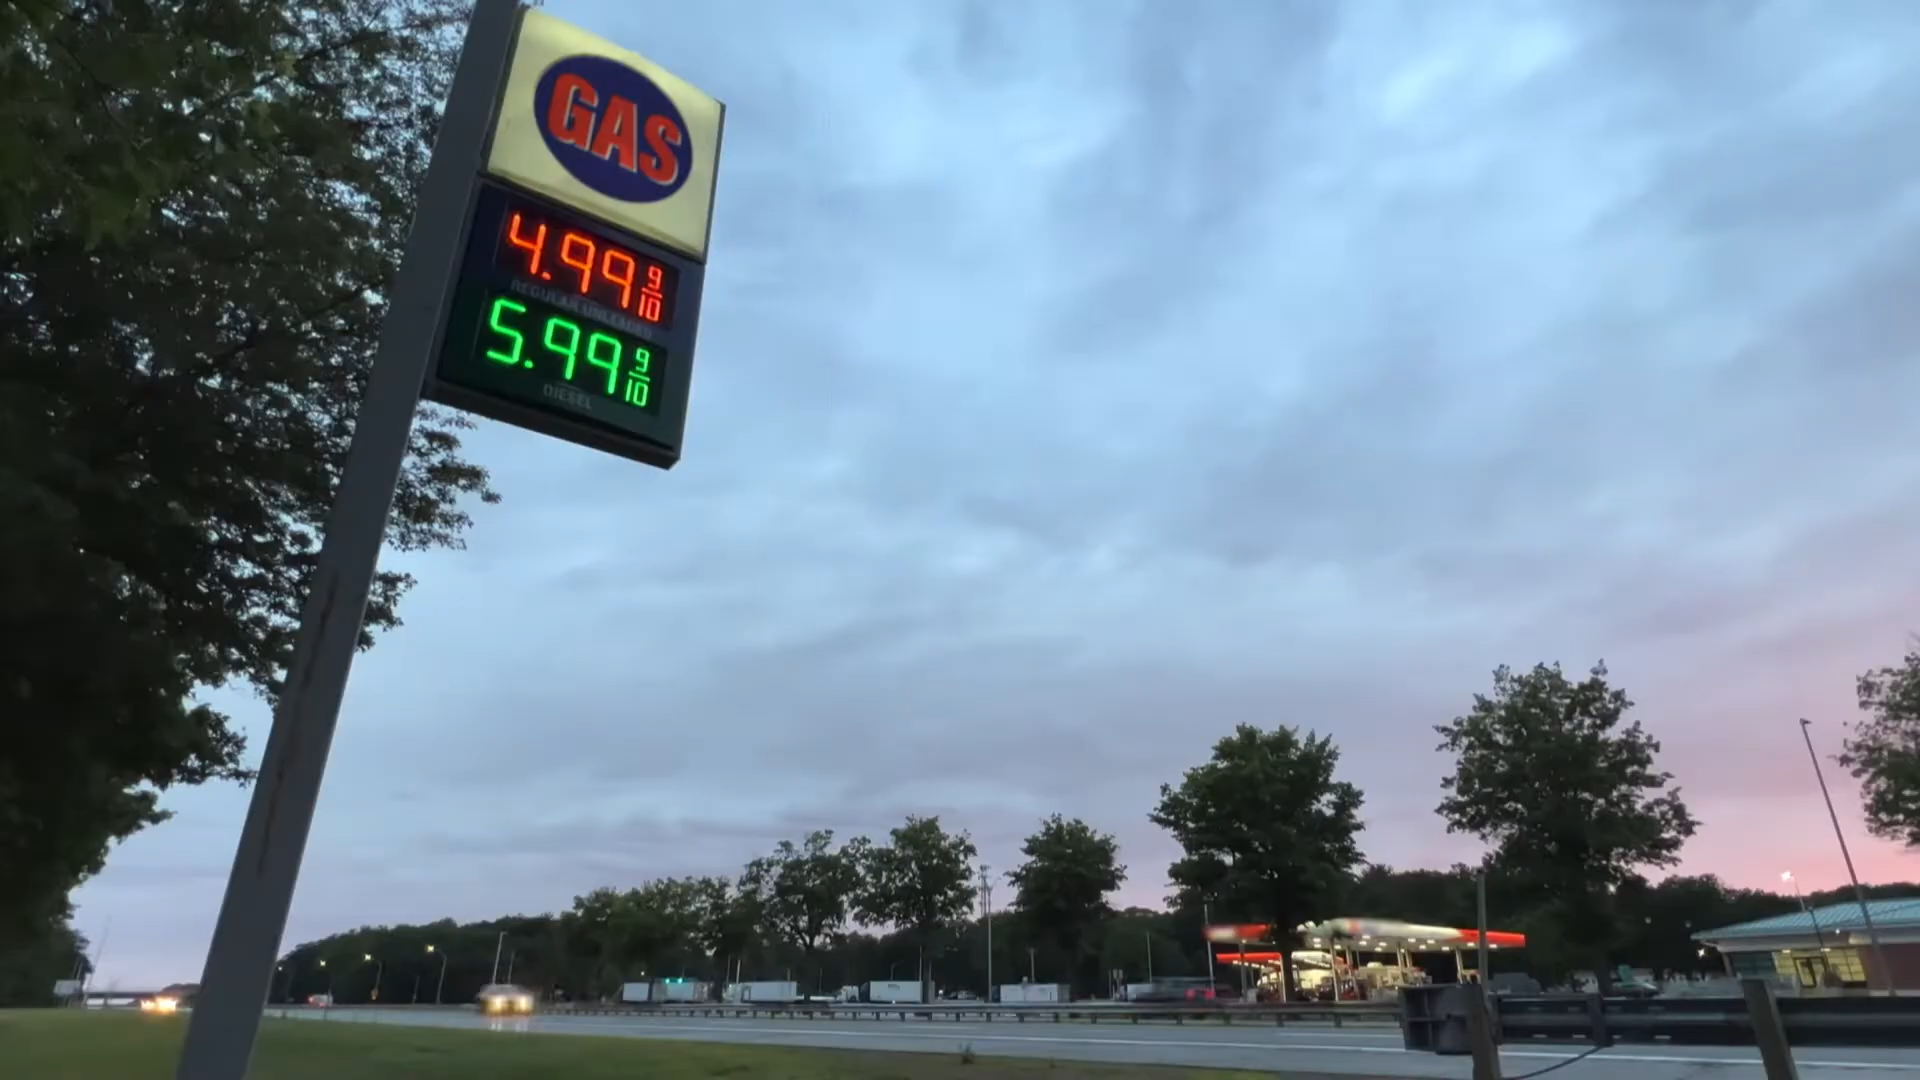 GAS
4.99 9/10
REGULAR UNLEADED
5.99 9/10
DIESEL